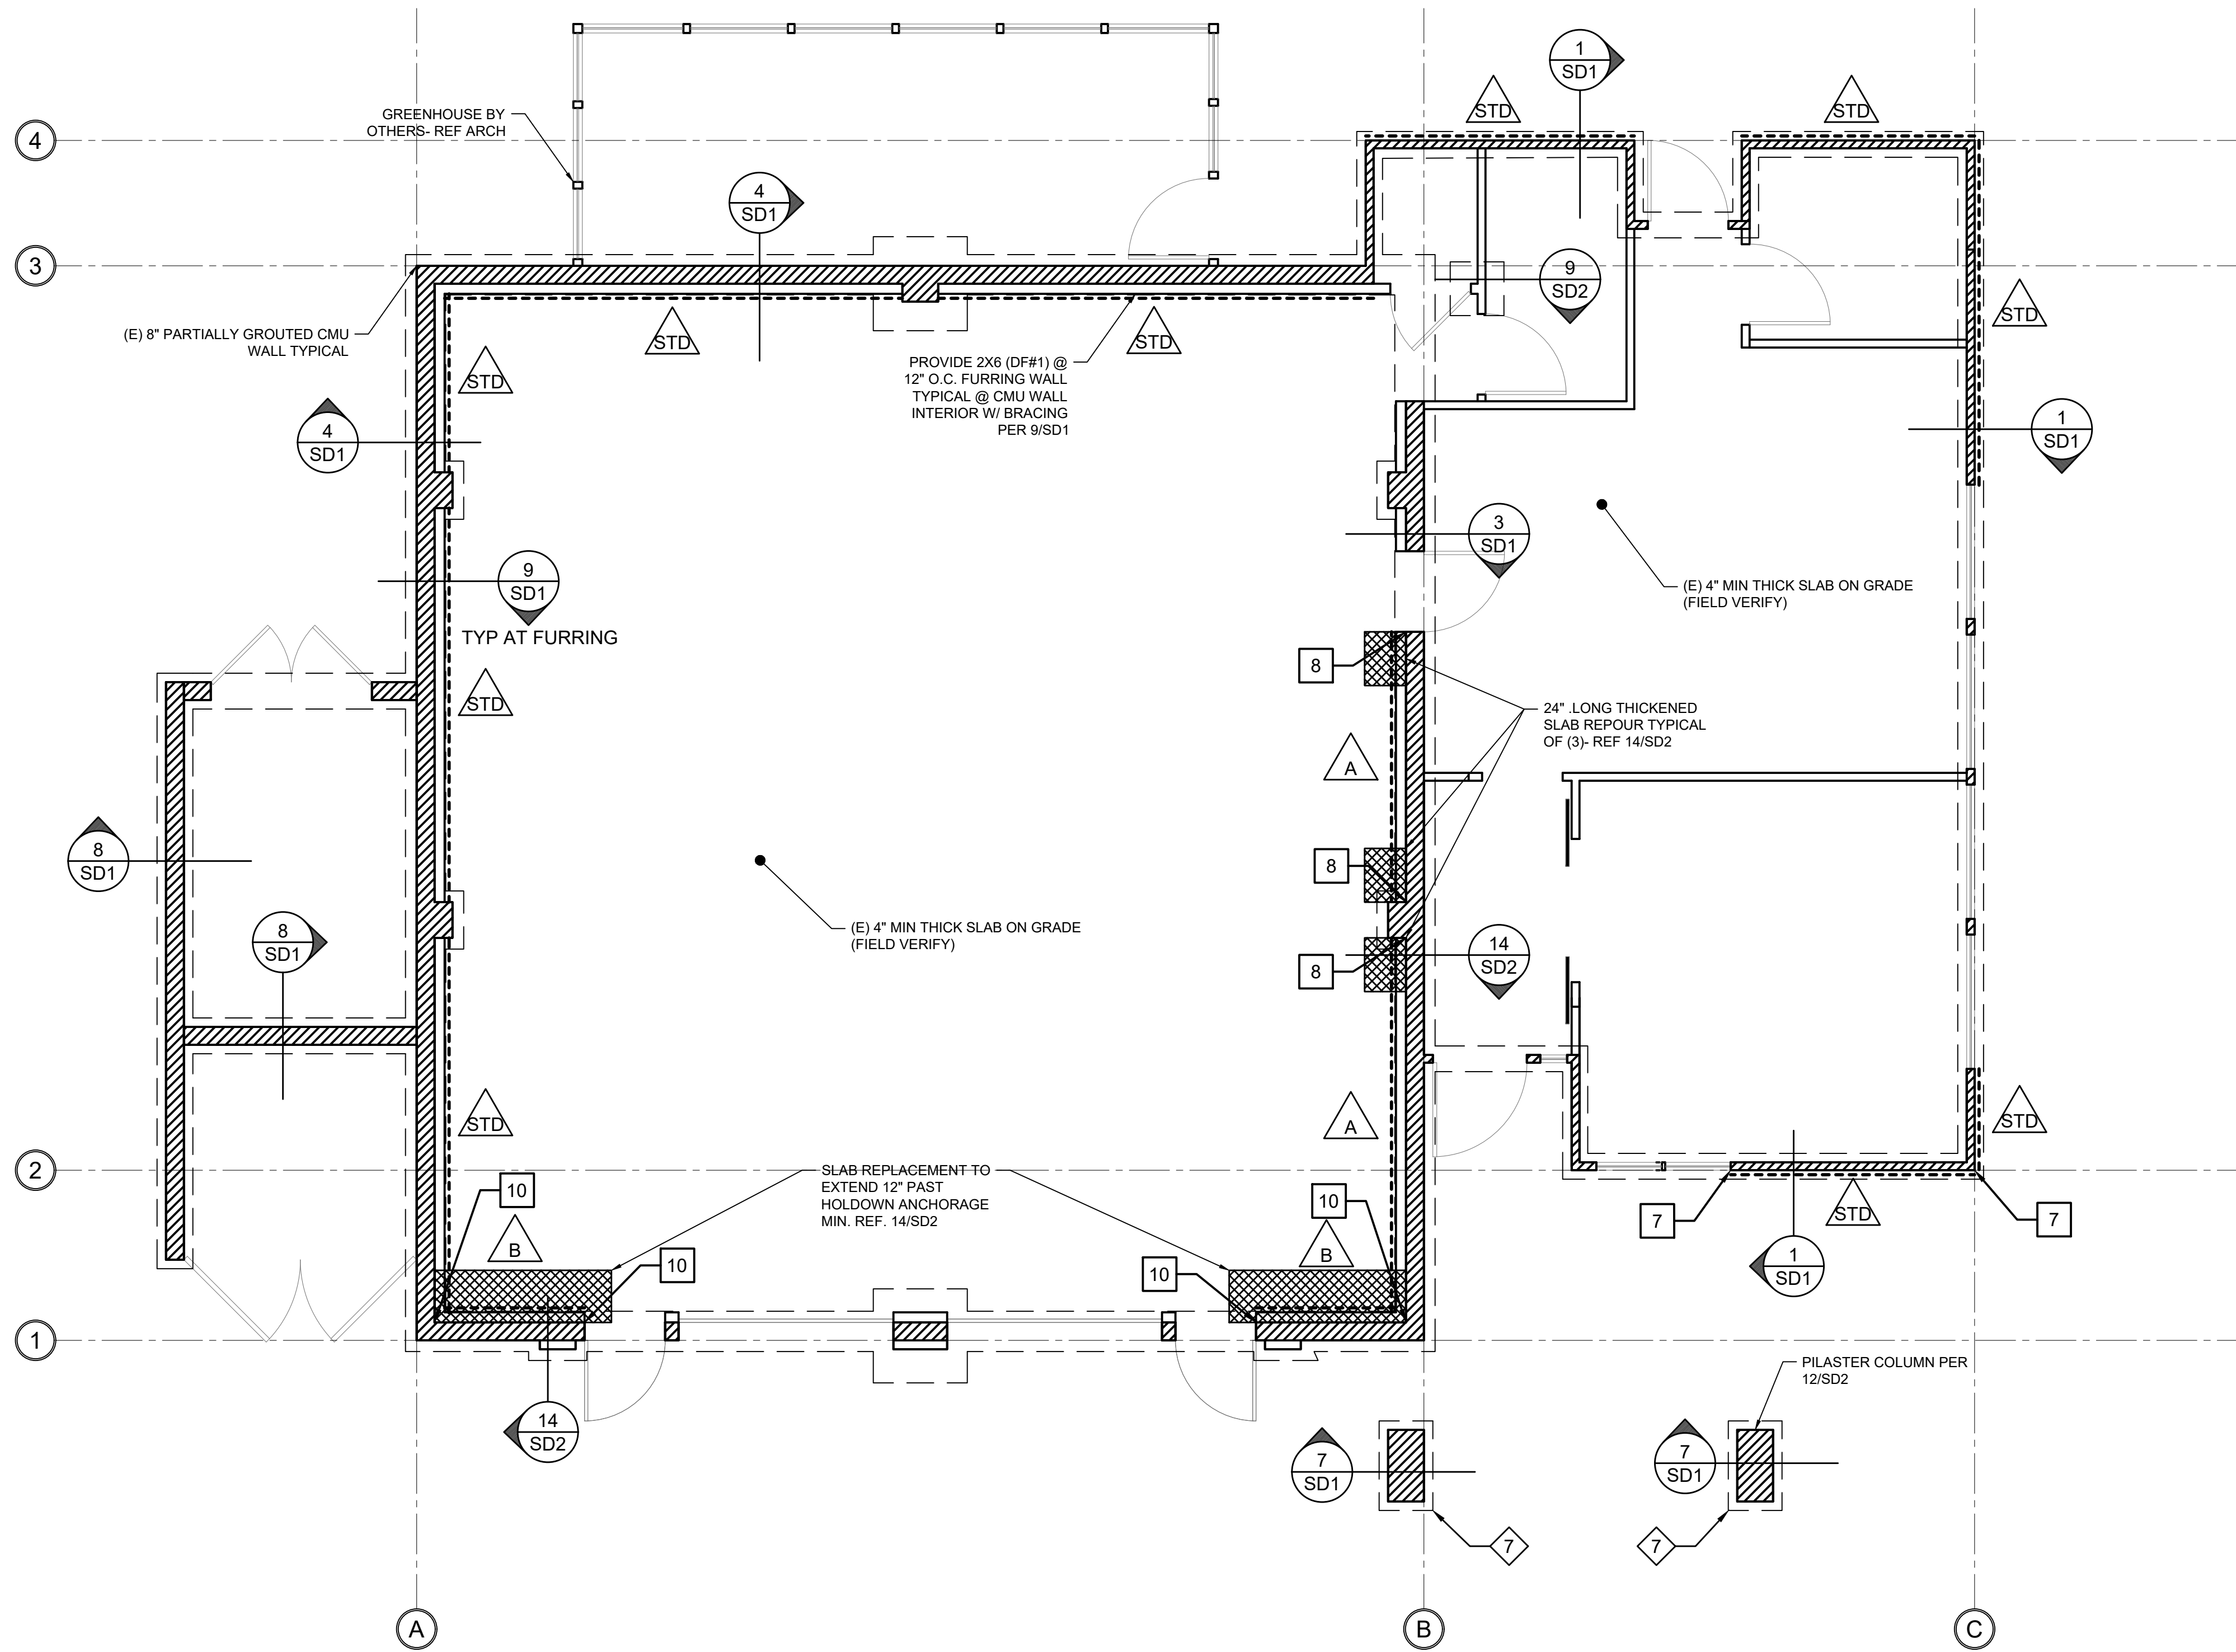 1
SD1
STD
STD
GREENHOUSE BY
OTHERS- REF ARCH
4
4
SD1
3
9
SD2
(E) 8" PARTIALLY GROUTED CMU
WALL TYPICAL
STD
STD
STD
STD
PROVIDE 2X6 (DF#1) @
12" O.C. FURRING WALL
TYPICAL @ CMU WALL
INTERIOR W/ BRACING
PER 9/SD1
4
SD1
1
SD1
3
SD1
9
SD1
TYP AT FURRING
(E) 4" MIN THICK SLAB ON GRADE
(FIELD VERIFY)
8
STD
24" .LONG THICKENED
SLAB REPOUR TYPICAL
OF (3)- REF 14/SD2
A
8
SD1
8
8
SD1
(E) 4" MIN THICK SLAB ON GRADE
(FIELD VERIFY)
8
14
SD2
STD
A
STD
2
SLAB REPLACEMENT TO
EXTEND 12" PAST
HOLDOWN ANCHORAGE
MIN. REF. 14/SD2
10
10
B
B
STD
7
7
10
10
1
SD1
1
PILASTER COLUMN PER
12/SD2
14
SD2
7
SD1
7
SD1
7
7
A
B
C